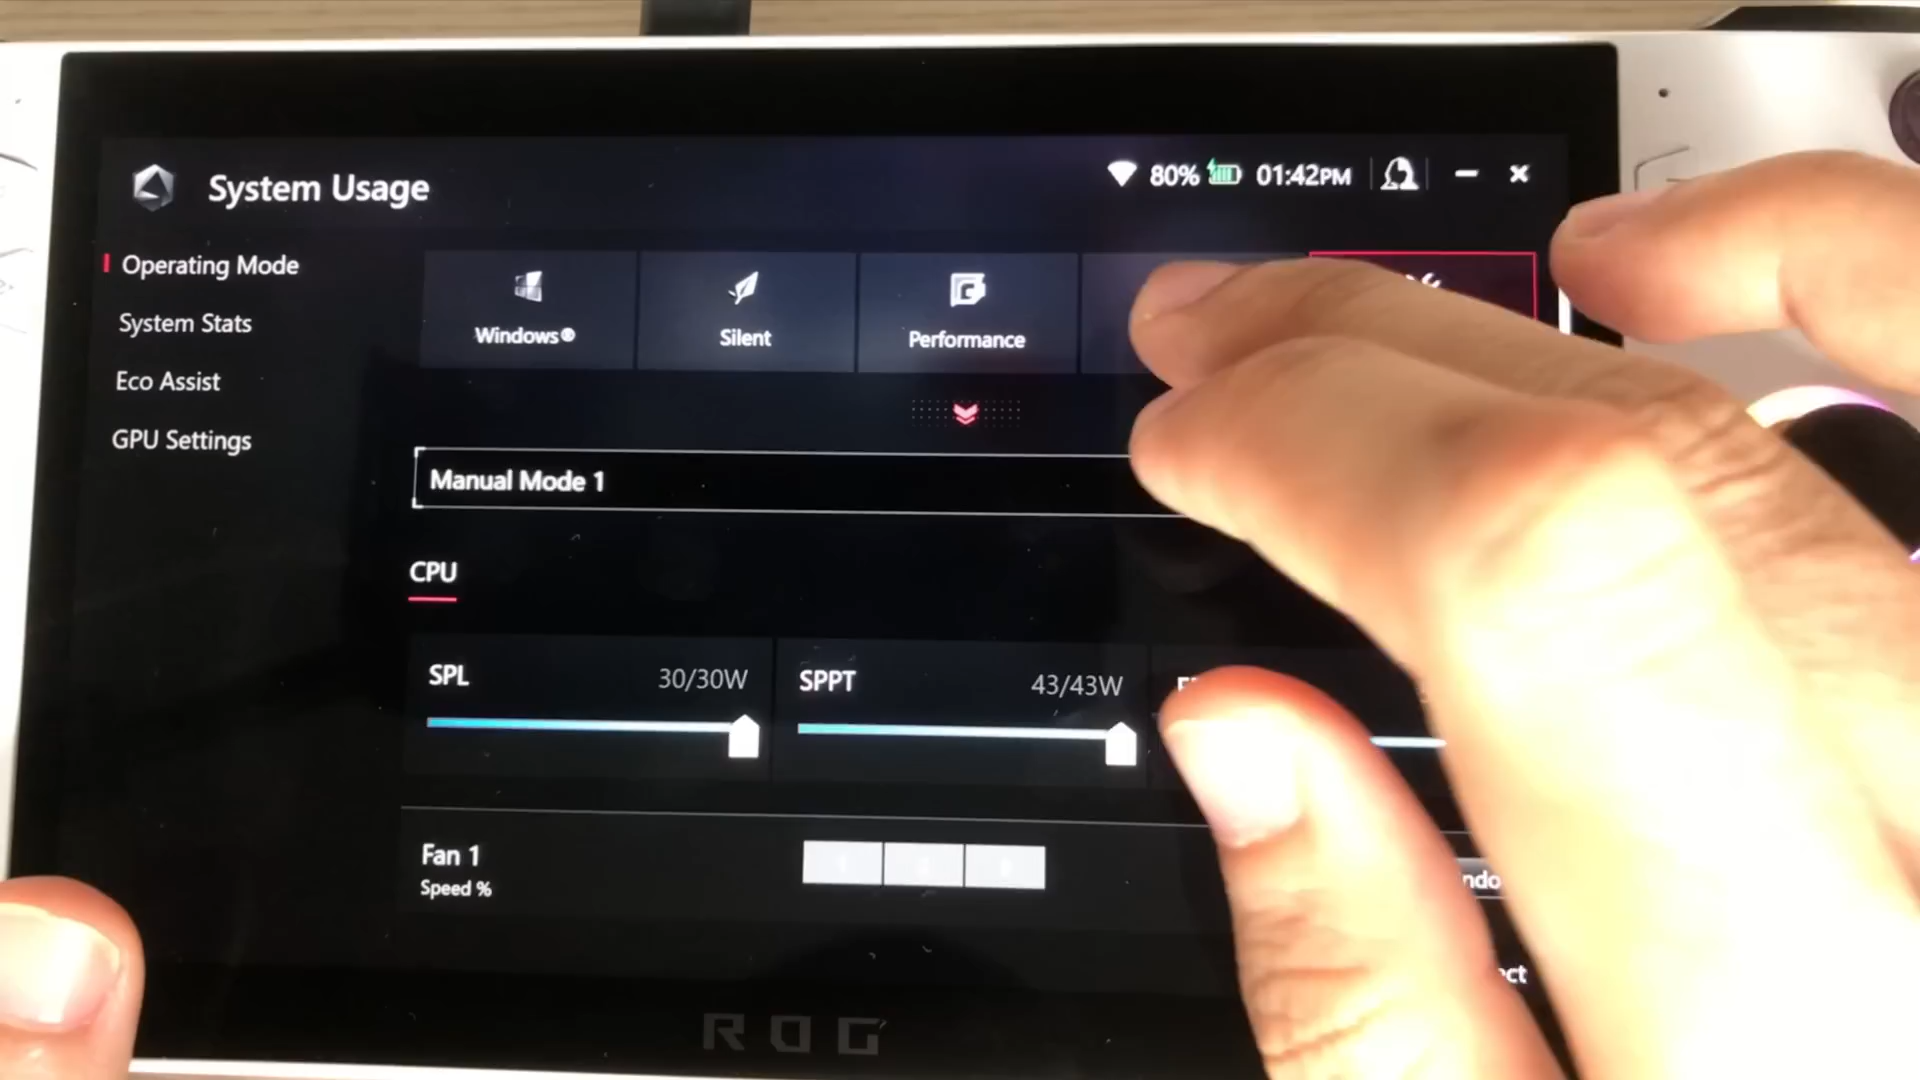 System Usage
80% 01:42PM
Operating Mode
System Stats
Eco Assist
GPU Settings
Windows®
Silent
Performance
Manual Mode 1
CPU
SPL 30/30W
SPPT 43/43W
Fan 1
Speed %
ROG